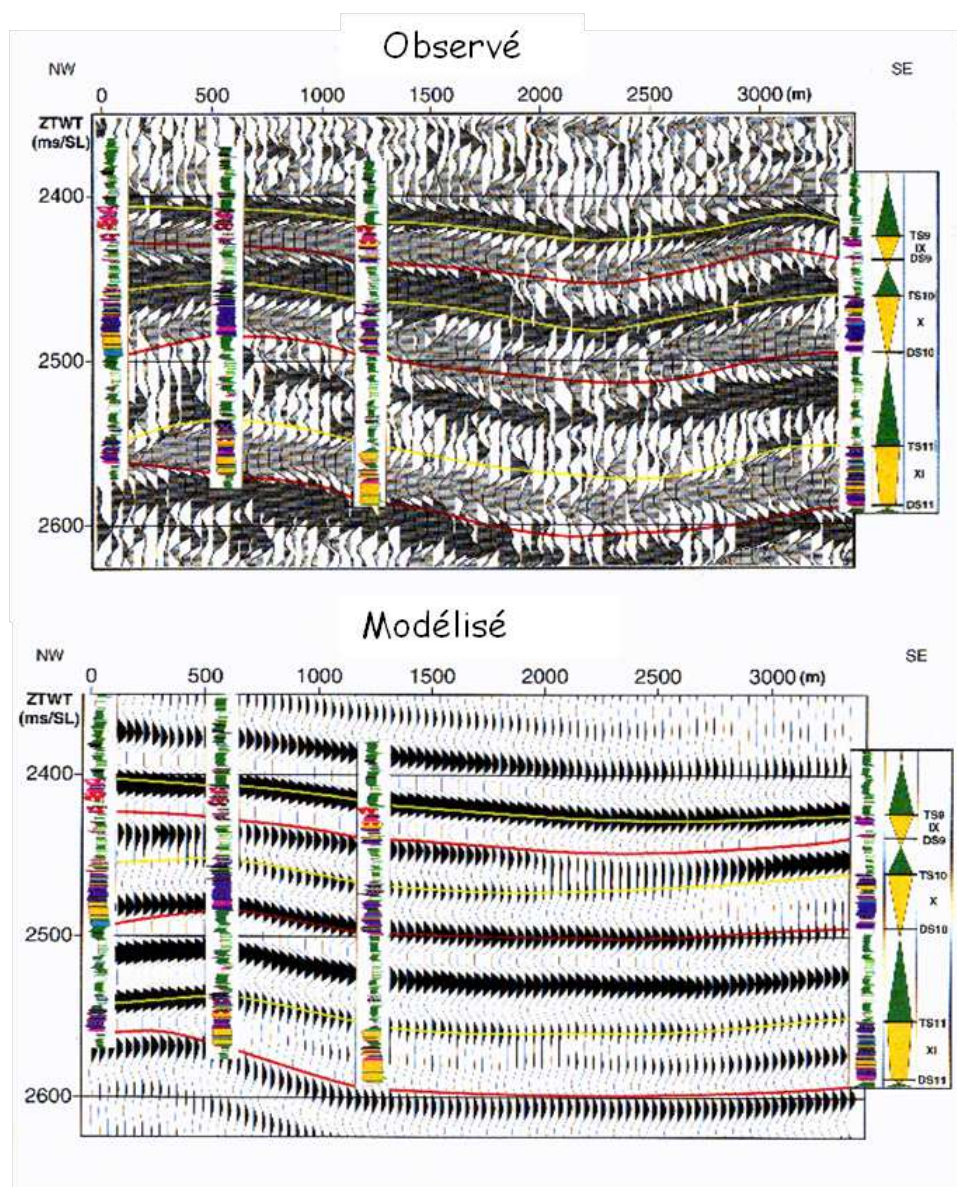 Observé
NW SE
0 500 1000 1500 2000 2500 3000 (m)
ZTWT
(ms/SL)
2400
TS9
IX
DS9
TS10
X
2500
DS10
TS11
XI
DS11
2600
Modélisé
NW SE
0 500 1000 1500 2000 2500 3000 (m)
ZTWT
(ms/SL)
2400
TS9
IX
DS9
TS10
X
2500
DS10
TS11
XI
DS11
2600